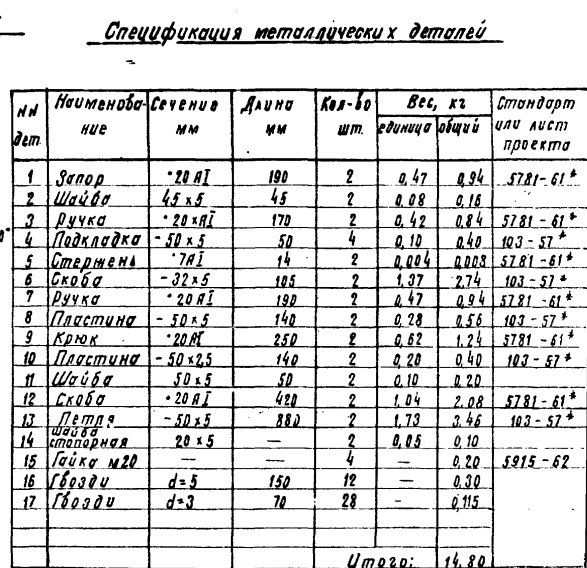 Спецификация металлических деталей
NN дет. Наименование Сечение мм Длина мм Кол-во шт. Вес, кг единица общий Стандарт или лист проекта
1 Запор •20 АI 190 2 0,47 0,94 5781-61*
2 Шайба 45 x 5 45 2 0,08 0,16
3 Ручка •20 x АI 170 2 0,42 0,84 5781-61*
4 Подкладка -50 x 5 50 4 0,10 0,40 103-57*
5 Стержень •7АI 14 2 0,004 0,008 5781-61*
6 Скоба -32 x 5 105 2 1,37 2,74 103-57*
7 Ручка •20АI 190 2 0,47 0,94 5781-61*
8 Пластина -50 x 5 140 2 0,28 0,56 103-57*
9 Крюк •20АI 250 2 0,62 1,24 5781-61*
10 Пластина -50 x 2,5 140 2 0,20 0,40 103-57*
11 Шайба 50 x 5 50 2 0,10 0,20
12 Скоба •20АI 420 2 1,04 2,08 5781-61*
13 Петля -50 x 5 880 2 1,73 3,46 103-57*
14 Шайба стопорная 20 x 5 — 2 0,05 0,10
15 Гайка м20 — — 4 — 0,20 5915-62
16 Гвозди d=5 150 12 — 0,30
17 Гвозди d=3 70 28 - 0,115
Итого: 14,80